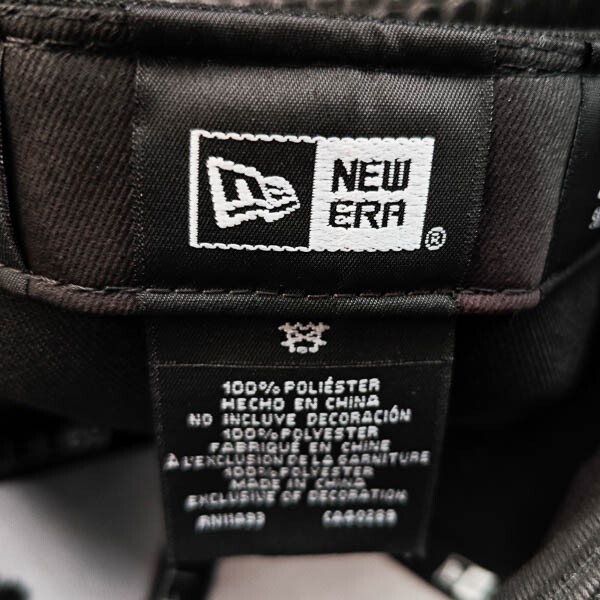 NEW
ERA
®
100% POLIÉSTER
HECHO EN CHINA
NO INCLUYE DECORACIÓN
100% POLYESTER
FABRIQUE EN CHINE
À L'EXCLUSION DE LA GARNITURE
100% POLYESTER
MADE IN CHINA
EXCLUSIVE OF DECORATION